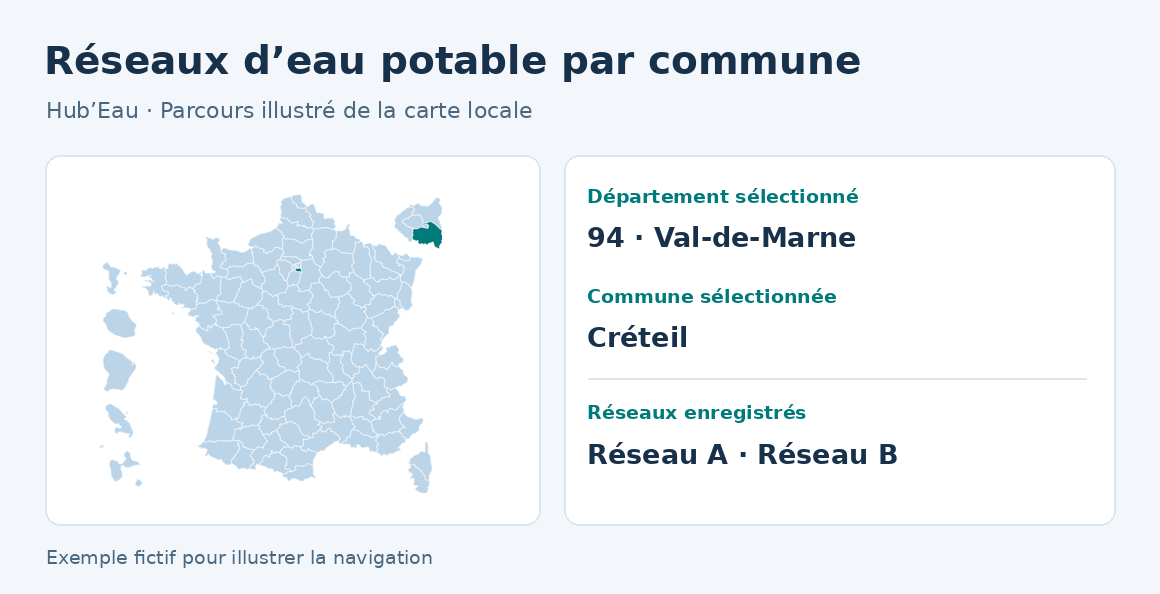 Réseaux d’eau potable par commune
Hub’Eau · Parcours illustré de la carte locale
Département sélectionné
94 · Val-de-Marne
Commune sélectionnée
Créteil
Réseaux enregistrés
Réseau A · Réseau B
Exemple fictif pour illustrer la navigation